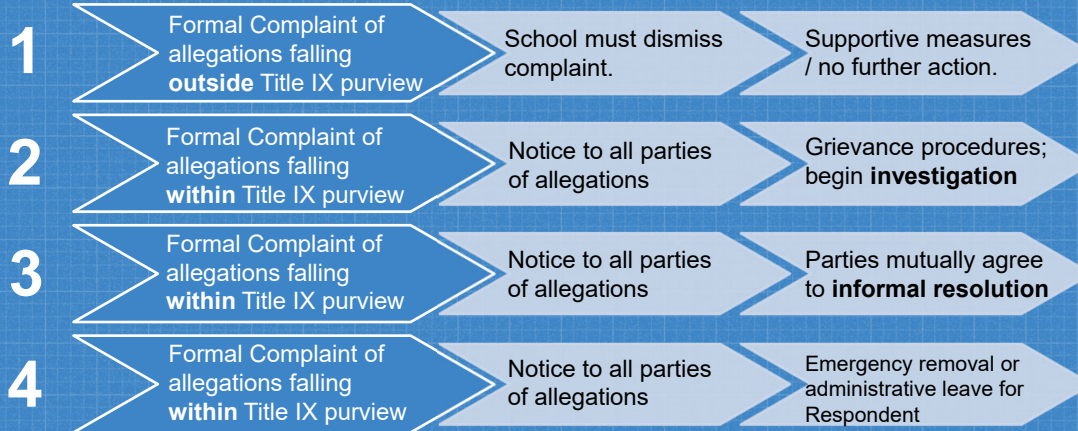 1
Formal Complaint of
allegations falling
outside Title IX purview
School must dismiss
complaint.
Supportive measures
/ no further action.
2
Formal Complaint of
allegations falling
within Title IX purview
Notice to all parties
of allegations
Grievance procedures;
begin investigation
3
Formal Complaint of
allegations falling
within Title IX purview
Notice to all parties
of allegations
Parties mutually agree
to informal resolution
4
Formal Complaint of
allegations falling
within Title IX purview
Notice to all parties
of allegations
Emergency removal or
administrative leave for
Respondent